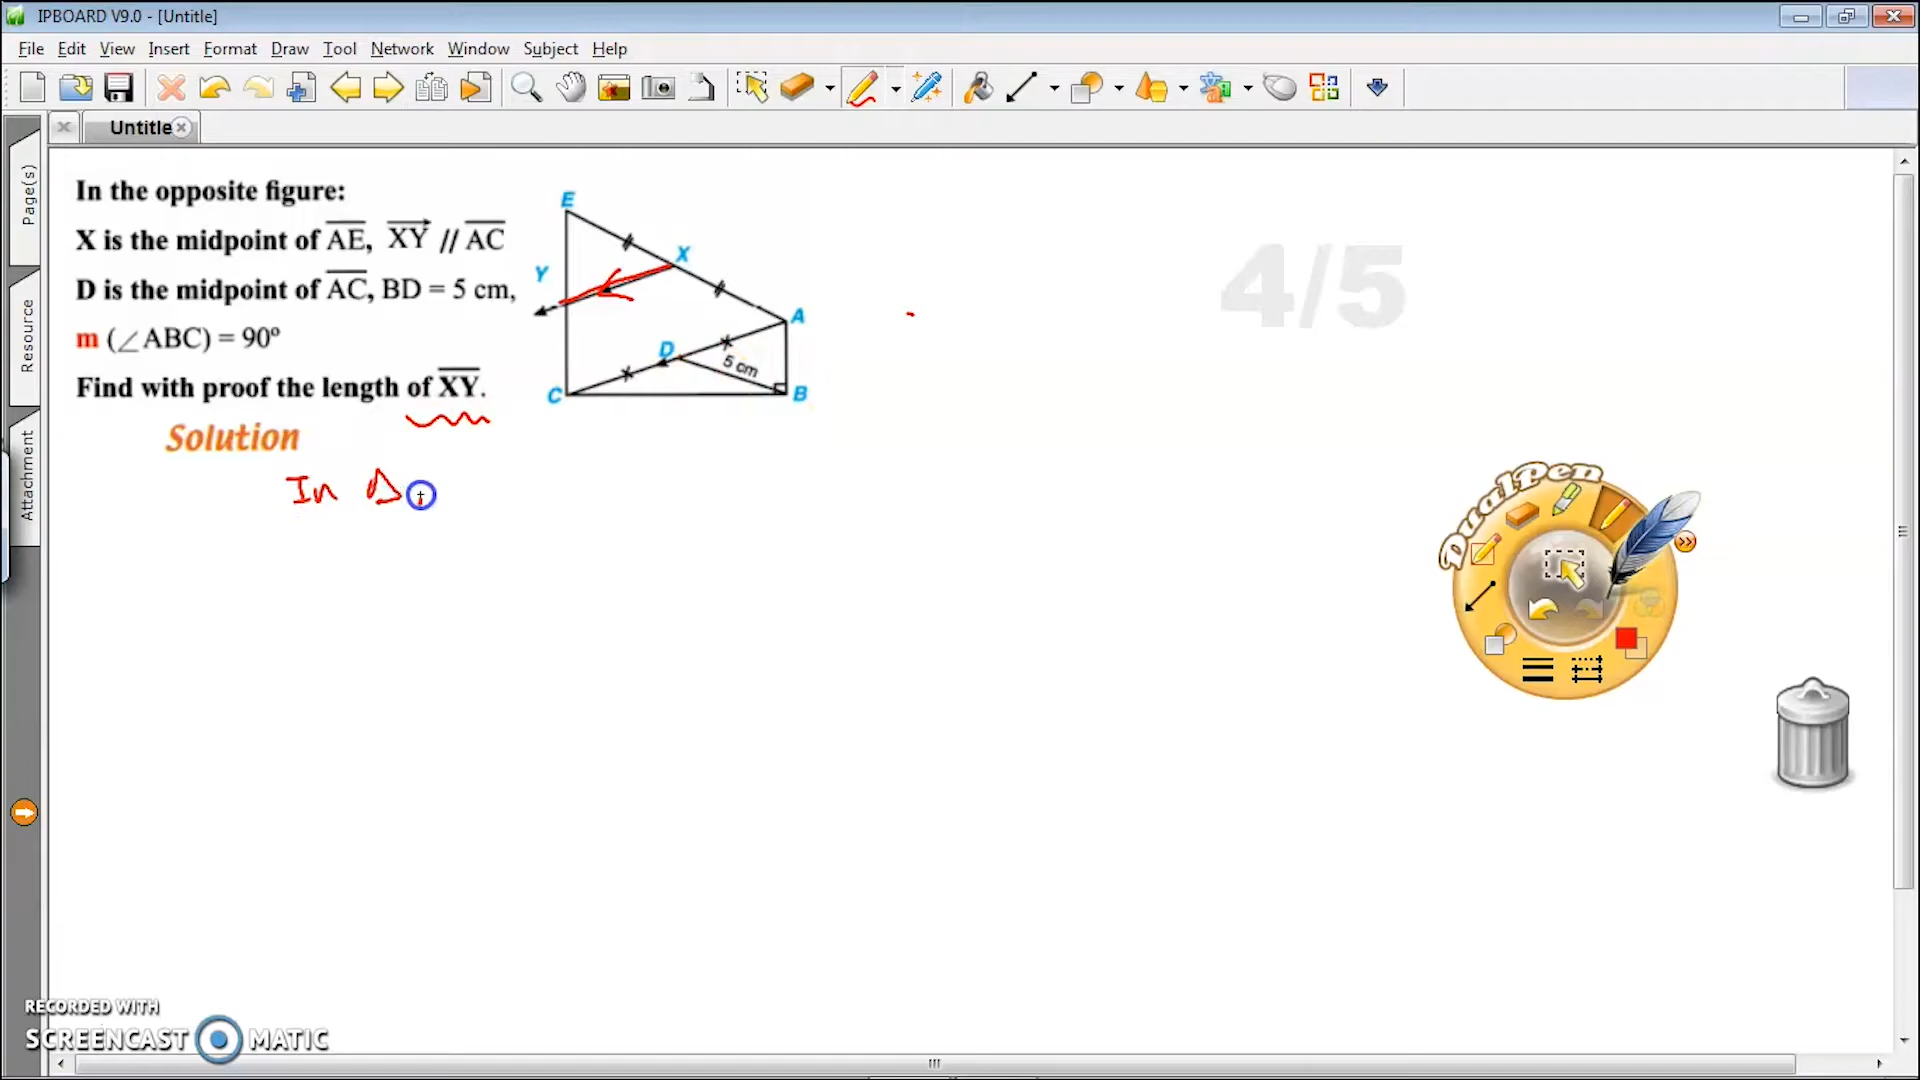 IPBOARD V9.0 - [Untitle]
File Edit View Insert Format Draw Tool Network Window Subject Help
Untitle
Page(s)
Resource
Attachment
In the opposite figure:
X is the midpoint of AE, XY // AC
D is the midpoint of AC, BD = 5 cm,
m (∠ABC) = 90º
Find with proof the length of XY.
Solution
In Δ
E
X
Y
A
D
5 cm
C
B
4/5
DualPen
RECORDED WITH
SCREENCAST MATIC